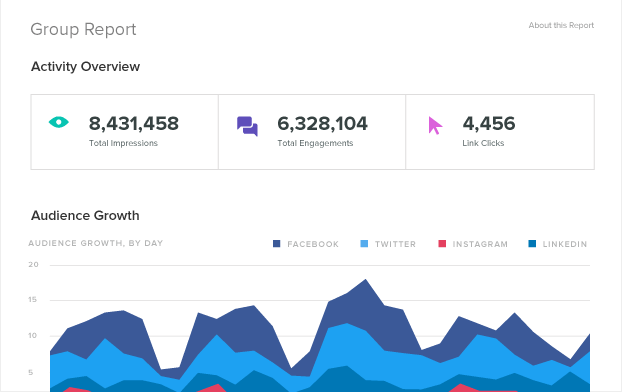 Group Report
About this Report
Activity Overview
8,431,458
Total Impressions
6,328,104
Total Engagements
4,456
Link Clicks
Audience Growth
AUDIENCE GROWTH, BY DAY
FACEBOOK
TWITTER
INSTAGRAM
LINKEDIN
20
15
10
5